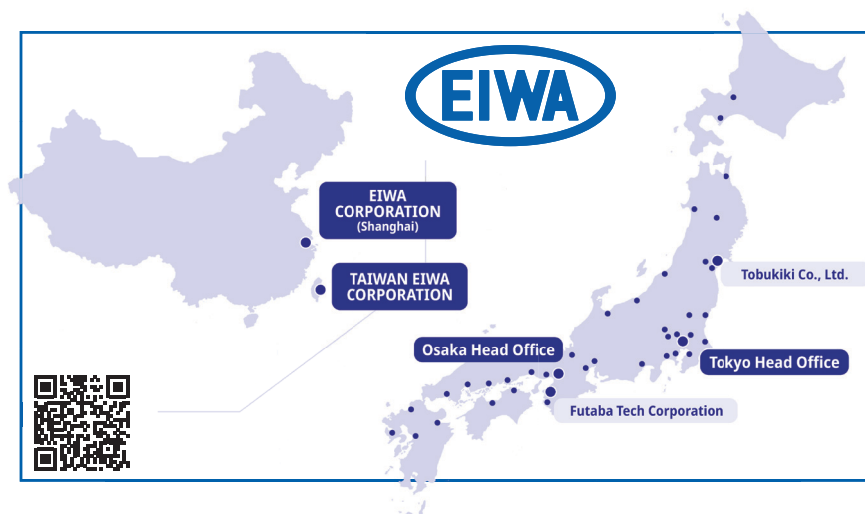 EIWA
EIWA
CORPORATION
(Shanghai)
TAIWAN EIWA
CORPORATION
Tobukiki Co., Ltd.
Osaka Head Office
Tokyo Head Office
Futaba Tech Corporation